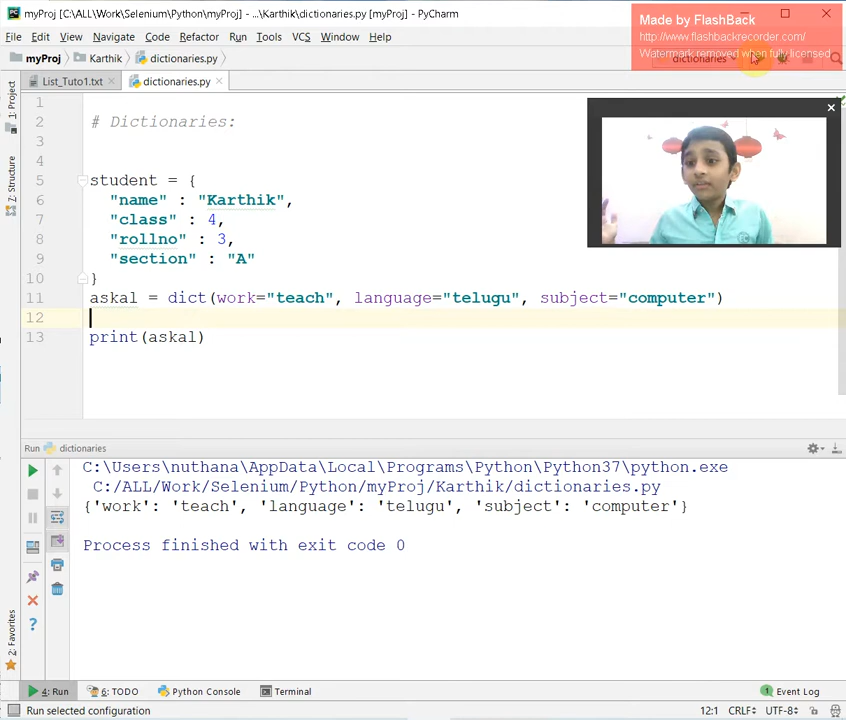 myProj [C:\ALL\Work\Selenium\Python\myProj] - ...\Karthik\dictionaries.py [myProj] - PyCharm
Made by FlashBack
http://www.flashbackrecorder.com/
Watermark removed when fully licensed
File Edit View Navigate Code Refactor Run Tools VCS Window Help
myProj Karthik dictionaries.py dictionaries
List_Tuto1.txt dictionaries.py
1: Project
7: Structure
2: Favorites
1
2 # Dictionaries:
3
4
5 student = {
6 "name" : "Karthik",
7 "class" : 4,
8 "rollno" : 3,
9 "section" : "A"
10 }
11 askal = dict(work="teach", language="telugu", subject="computer")
12
13 print(askal)
Run dictionaries
C:\Users\nuthana\AppData\Local\Programs\Python\Python37\python.exe
C:/ALL/Work/Selenium/Python/myProj/Karthik/dictionaries.py
{'work': 'teach', 'language': 'telugu', 'subject': 'computer'}
Process finished with exit code 0
4: Run 6: TODO Python Console Terminal 1 Event Log
Run selected configuration 12:1 CRLF UTF-8